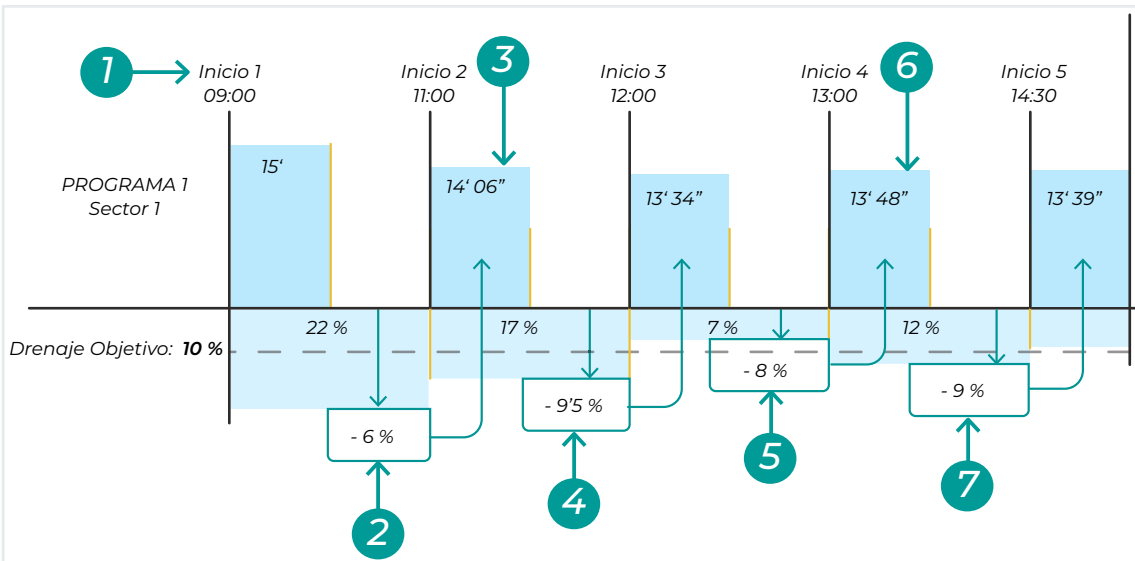 1
Inicio 1
09:00
Inicio 2
11:00
3
Inicio 3
12:00
Inicio 4
13:00
6
Inicio 5
14:30
PROGRAMA 1
Sector 1
15‘
14‘ 06”
13‘ 34”
13‘ 48”
13‘ 39”
22 %
17 %
7 %
12 %
Drenaje Objetivo: 10 %
- 6 %
- 9’5 %
- 8 %
- 9 %
2
4
5
7